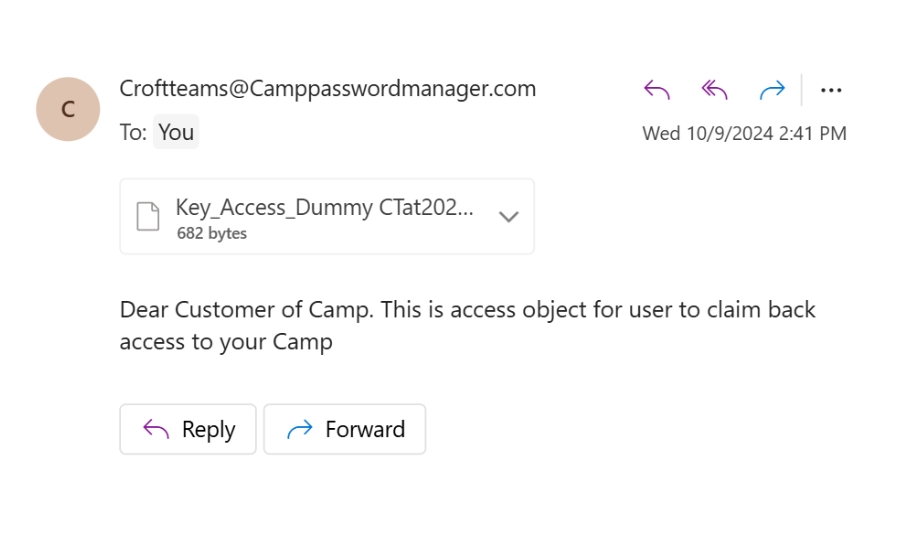 Croftteams@Camppasswordmanager.com
C
To: You
Wed 10/9/2024 2:41 PM
Key_Access_Dummy CTat202...
682 bytes
Dear Customer of Camp. This is access object for user to claim back
access to your Camp
Reply
Forward